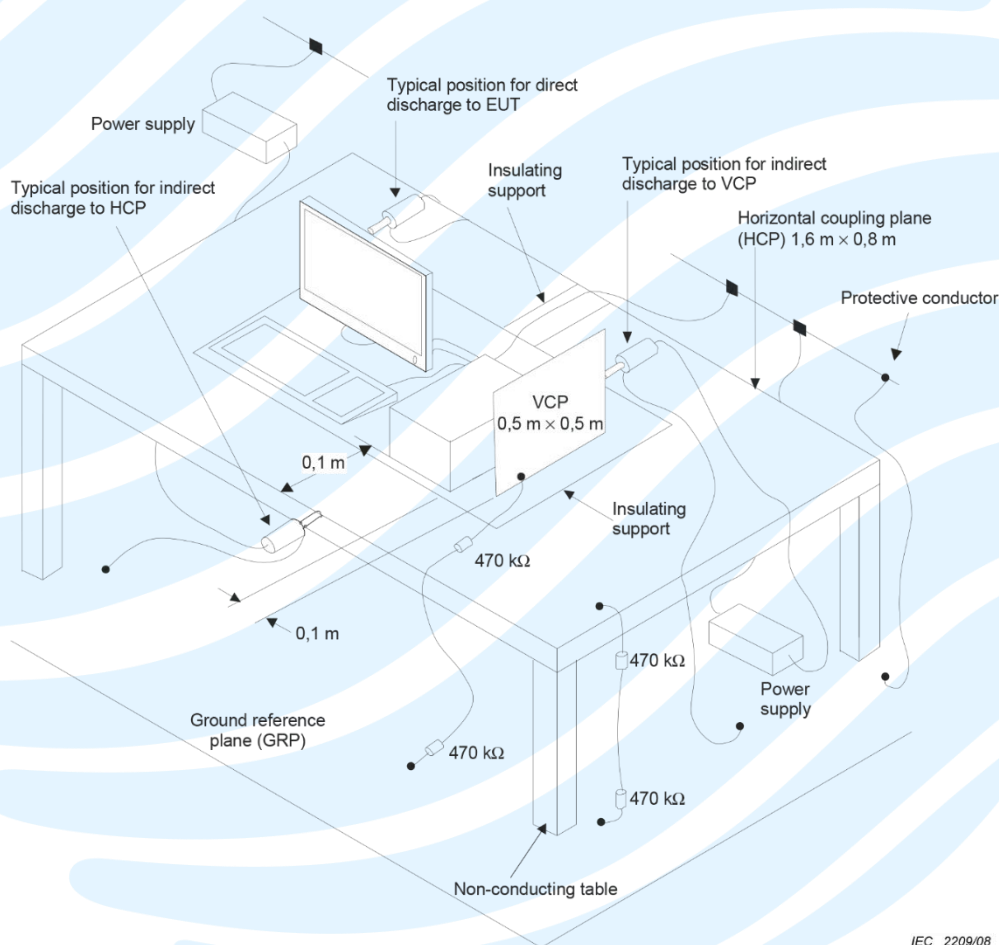 Typical position for direct
discharge to EUT
Power supply
Insulating
support
Typical position for indirect
discharge to VCP
Typical position for indirect
discharge to HCP
Horizontal coupling plane
(HCP) 1,6 m × 0,8 m
Protective conductor
VCP
0,5 m × 0,5 m
0,1 m
Insulating
support
470 kΩ
0,1 m
470 kΩ
Power
supply
Ground reference
plane (GRP)
470 kΩ
470 kΩ
Non-conducting table
IEC 2209/08